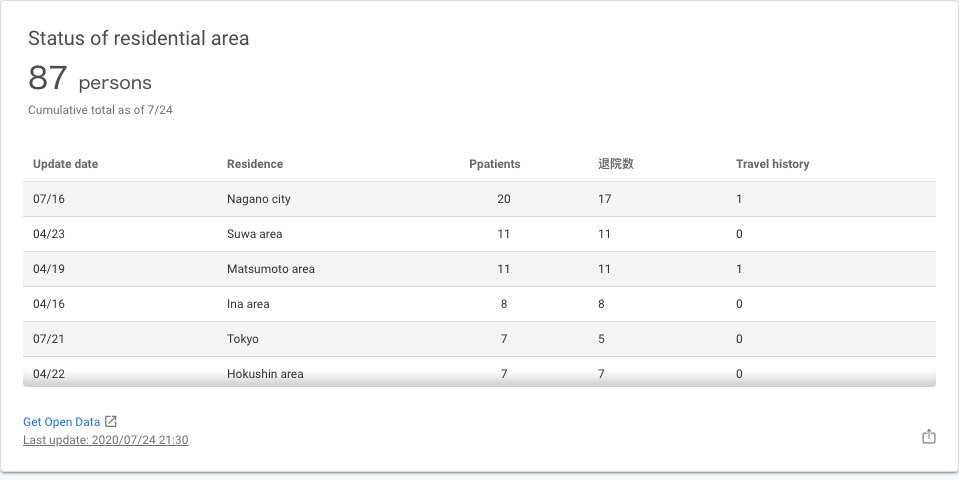 Status of residential area
87 persons
Cumulative total as of 7/24
Update date Residence Ppatients 退院数 Travel history
07/16 Nagano city 20 17 1
04/23 Suwa area 11 11 0
04/19 Matsumoto area 11 11 1
04/16 Ina area 8 8 0
07/21 Tokyo 7 5 0
04/22 Hokushin area 7 7 0
Get Open Data
Last update: 2020/07/24 21:30